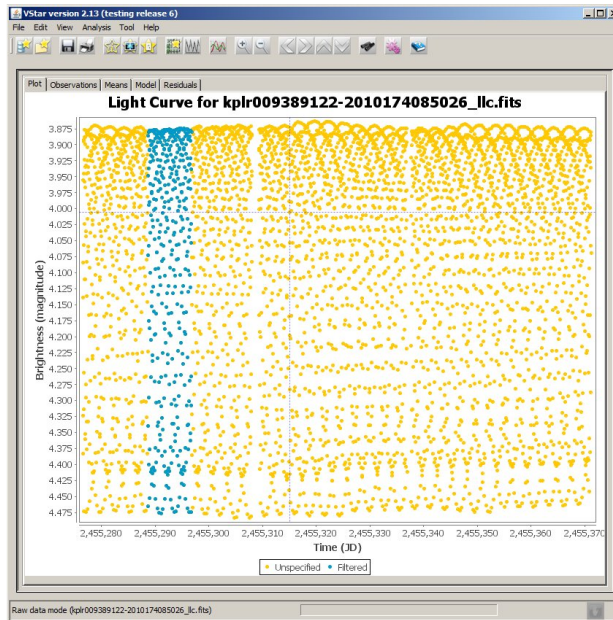 VStar version 2.13 (testing release 6)
File Edit View Analysis Tool Help
Plot Observations Means Model Residuals
Light Curve for kplr009389122-2010174085026_llc.fits
Brightness (magnitude)
3.875
3.900
3.925
3.950
3.975
4.000
4.025
4.050
4.075
4.100
4.125
4.150
4.175
4.200
4.225
4.250
4.275
4.300
4.325
4.350
4.375
4.400
4.425
4.450
4.475
2,455,280 2,455,290 2,455,300 2,455,310 2,455,320 2,455,330 2,455,340 2,455,350 2,455,360 2,455,370
Time (JD)
Unspecified Filtered
Raw data mode (kplr009389122-2010174085026_llc.fits)